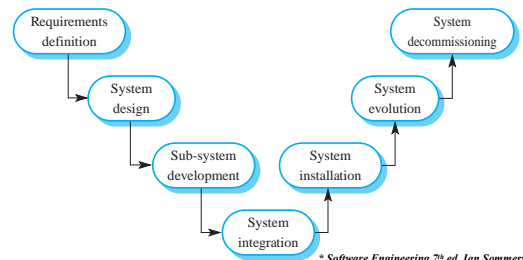 Requirements
definition
System
design
Sub-system
development
System
integration
System
installation
System
evolution
System
decommissioning
* Software Engineering 7th ed. Ian